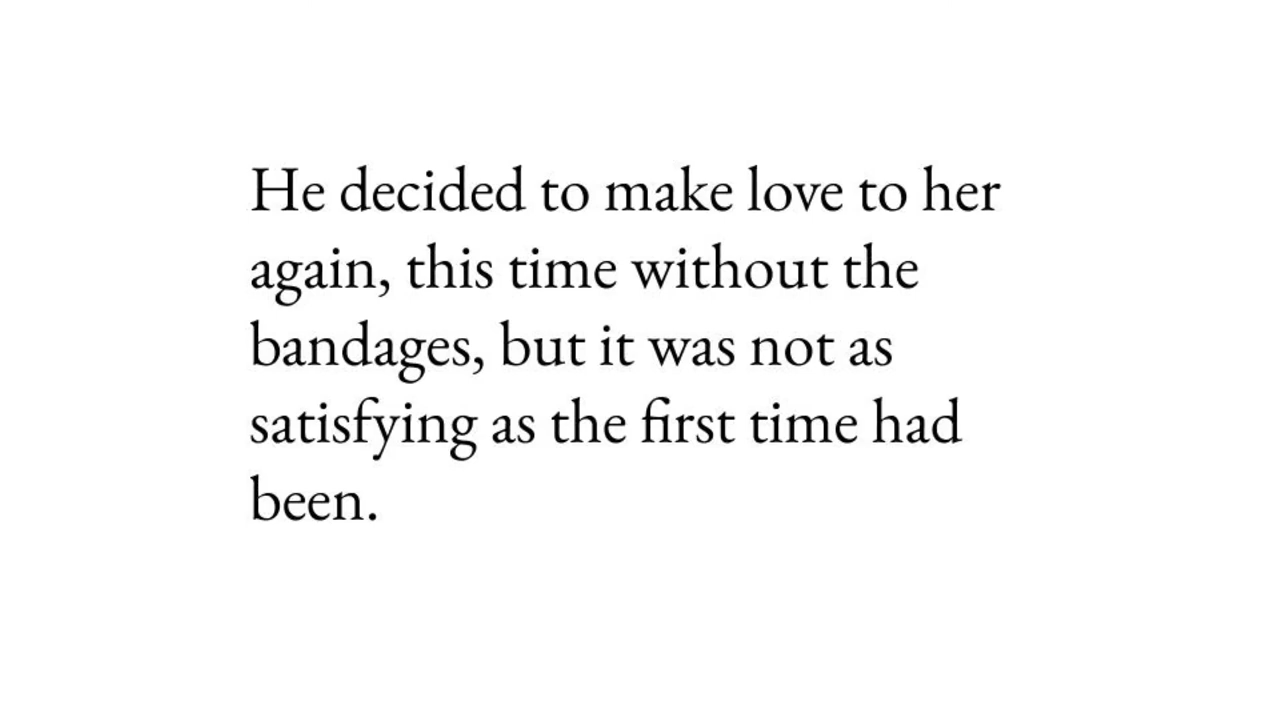 He decided to make love to her
again, this time without the
bandages, but it was not as
satisfying as the first time had
been.